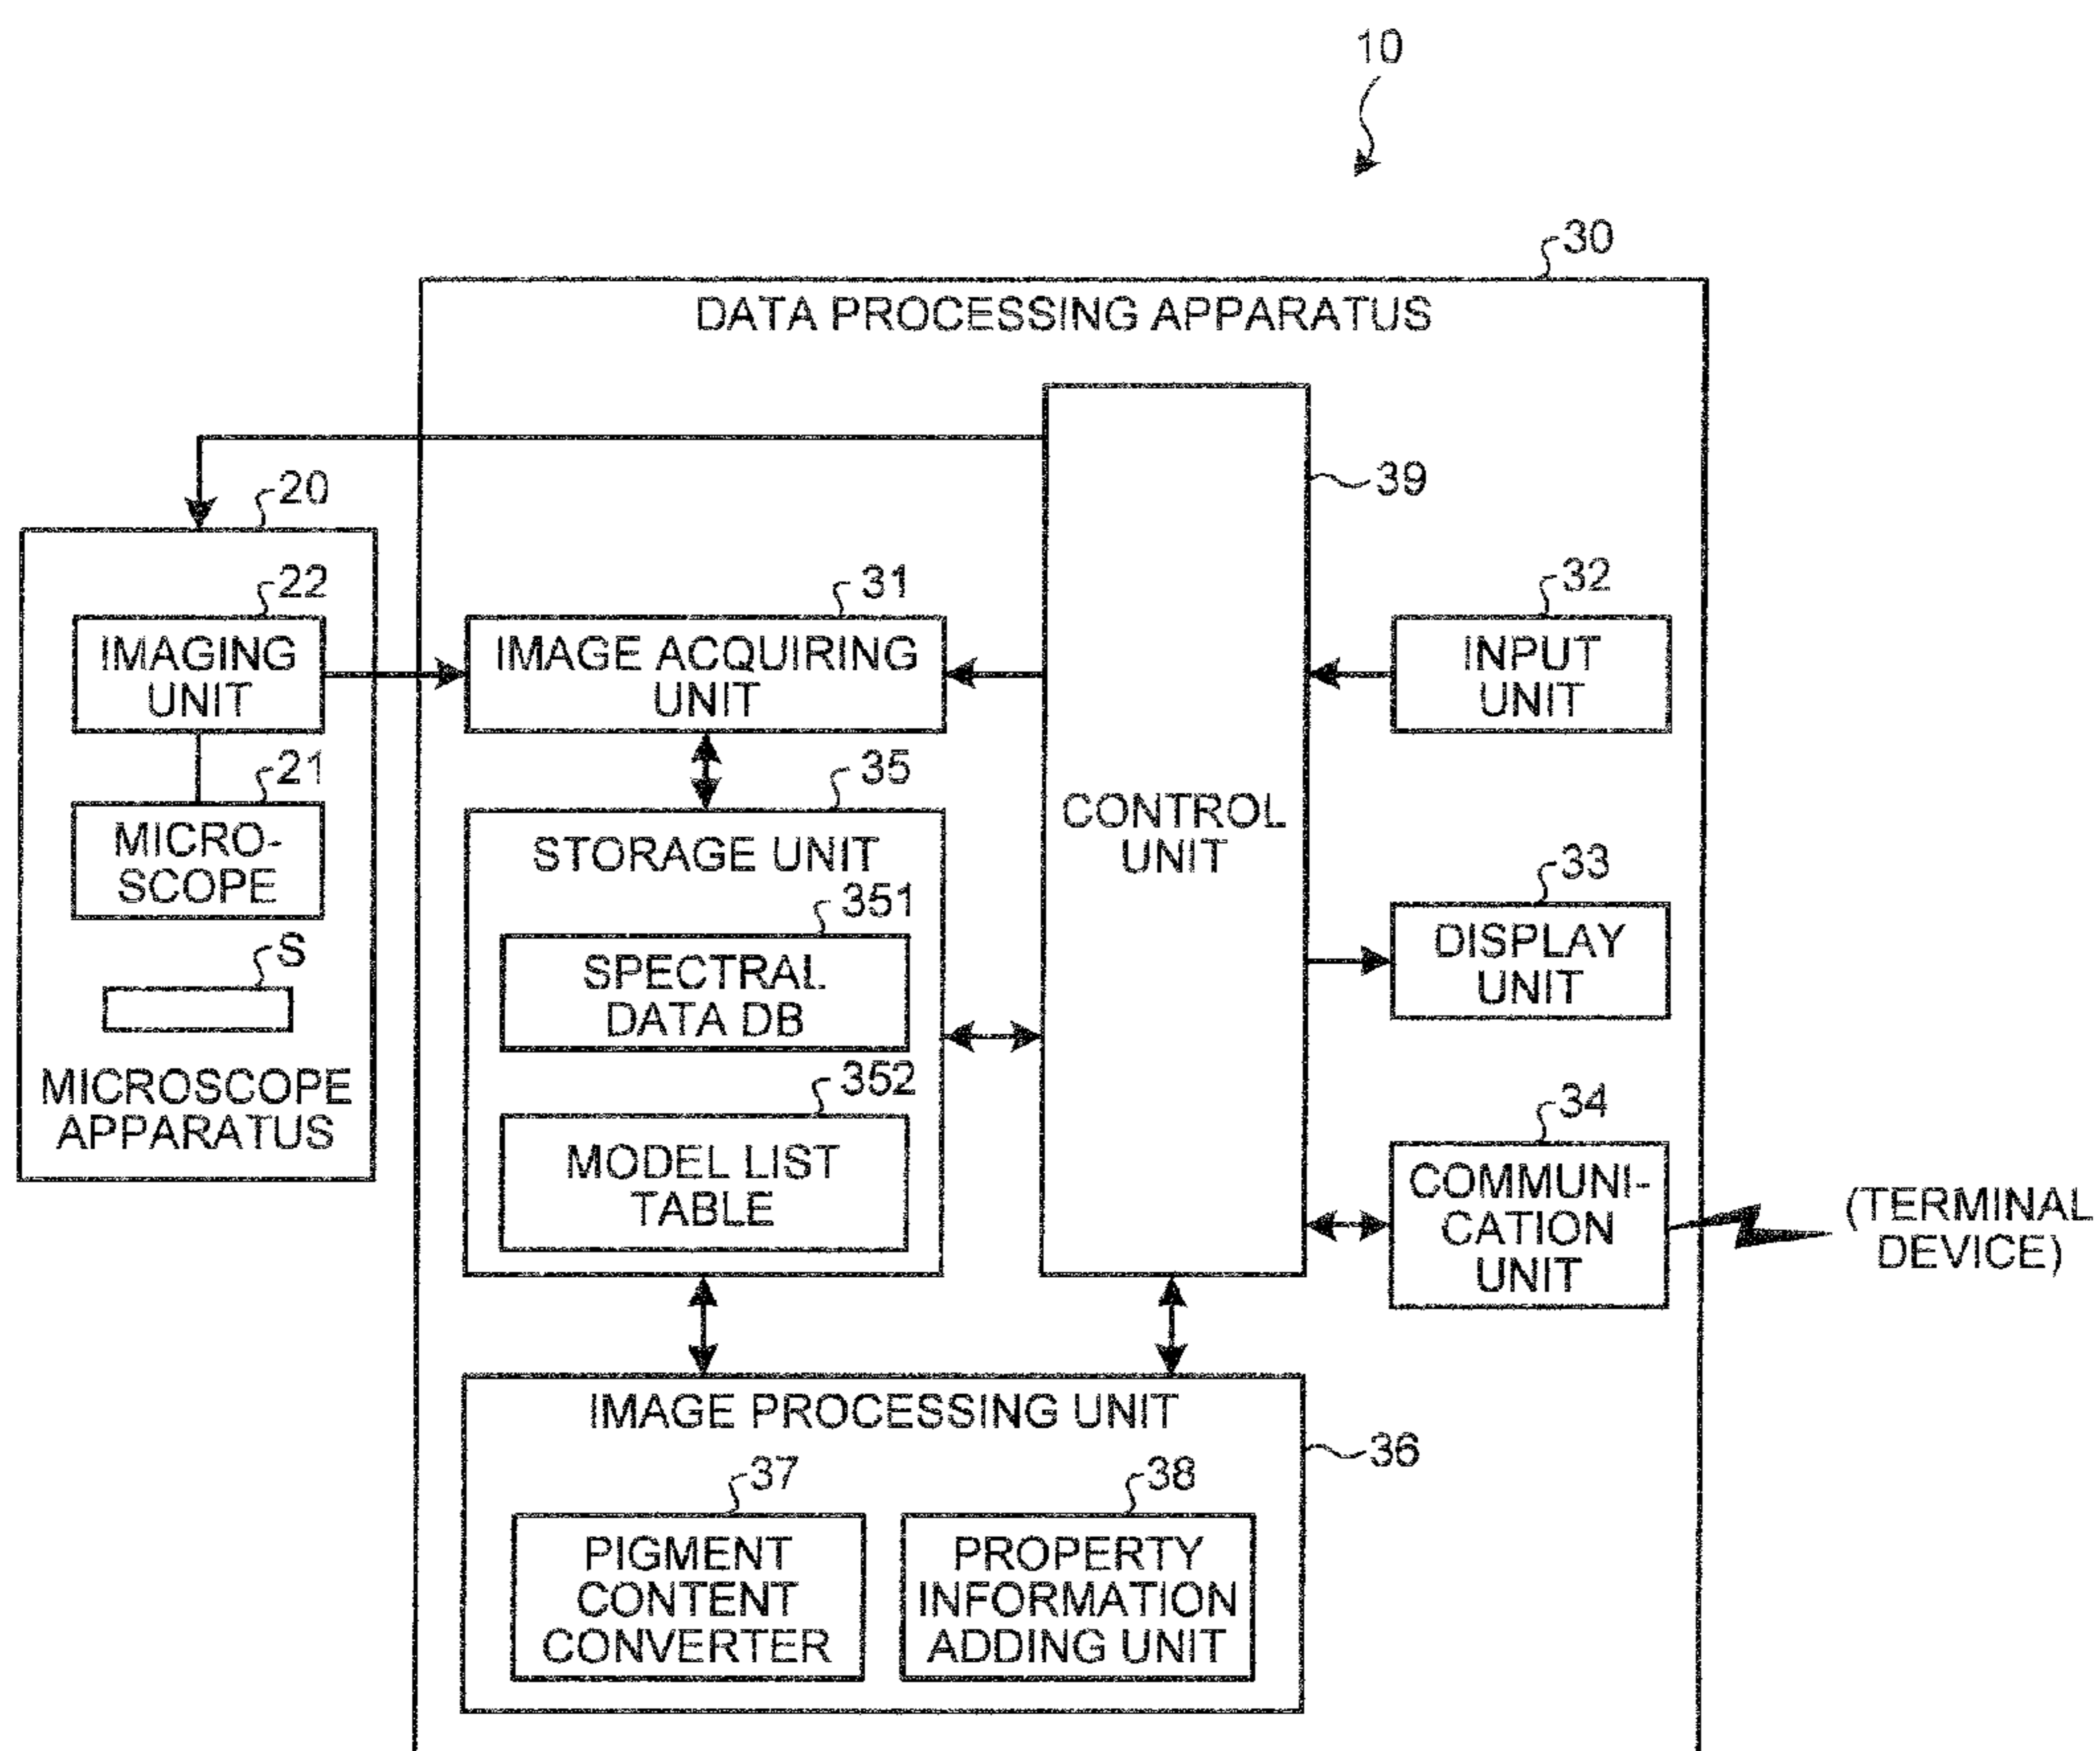 10
30
DATA PROCESSING APPARATUS
39
20
22
IMAGING
UNIT
31
IMAGE ACQUIRING
UNIT
32
INPUT
UNIT
21
MICRO-
SCOPE
35
STORAGE UNIT
CONTROL
UNIT
351
SPECTRAL
DATA DB
33
DISPLAY
UNIT
S
MICROSCOPE
APPARATUS
352
MODEL LIST
TABLE
34
COMMUNI-
CATION
UNIT
(TERMINAL
DEVICE)
IMAGE PROCESSING UNIT
36
37
PIGMENT
CONTENT
CONVERTER
38
PROPERTY
INFORMATION
ADDING UNIT